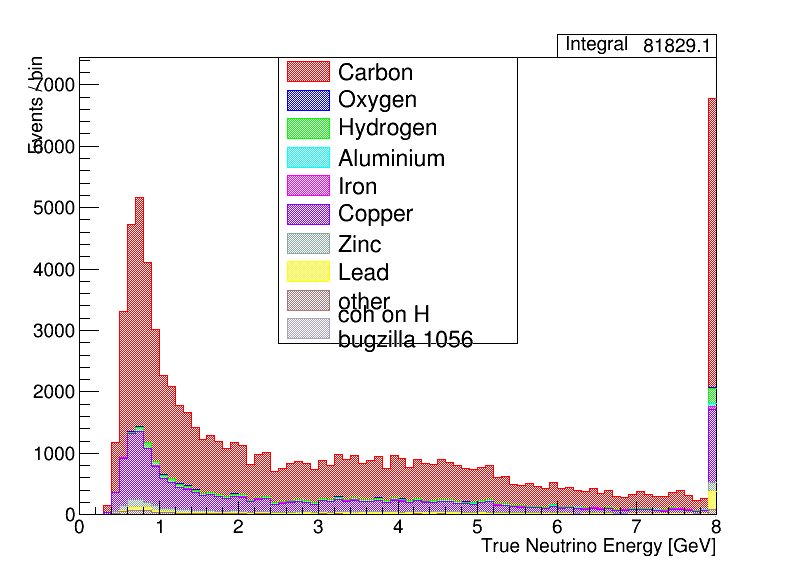 Integral 81829.1
Events / bin
7000
6000
5000
4000
3000
2000
1000
0
Carbon
Oxygen
Hydrogen
Aluminium
Iron
Copper
Zinc
Lead
other
coh on H
bugzilla 1056
0 1 2 3 4 5 6 7 8
True Neutrino Energy [GeV]